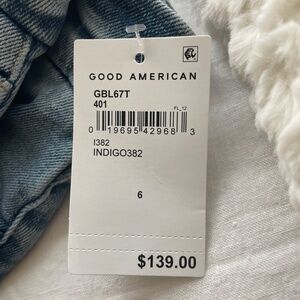 GOOD AMERICAN
GBL67T
401
FL_12
0 19695 42968 3
I382
INDIGO382
6
$139.00